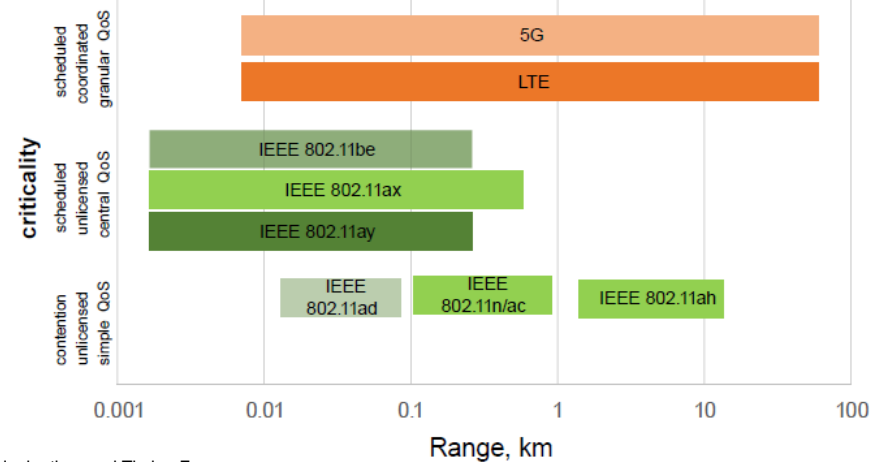 scheduled
coordinated
granular QoS
5G
LTE
criticality
scheduled
unlicensed
central QoS
IEEE 802.11be
IEEE 802.11ax
IEEE 802.11ay
contention
unlicensed
simple QoS
IEEE
802.11ad
IEEE
802.11n/ac
IEEE 802.11ah
0.001 0.01 0.1 1 10 100
Range, km